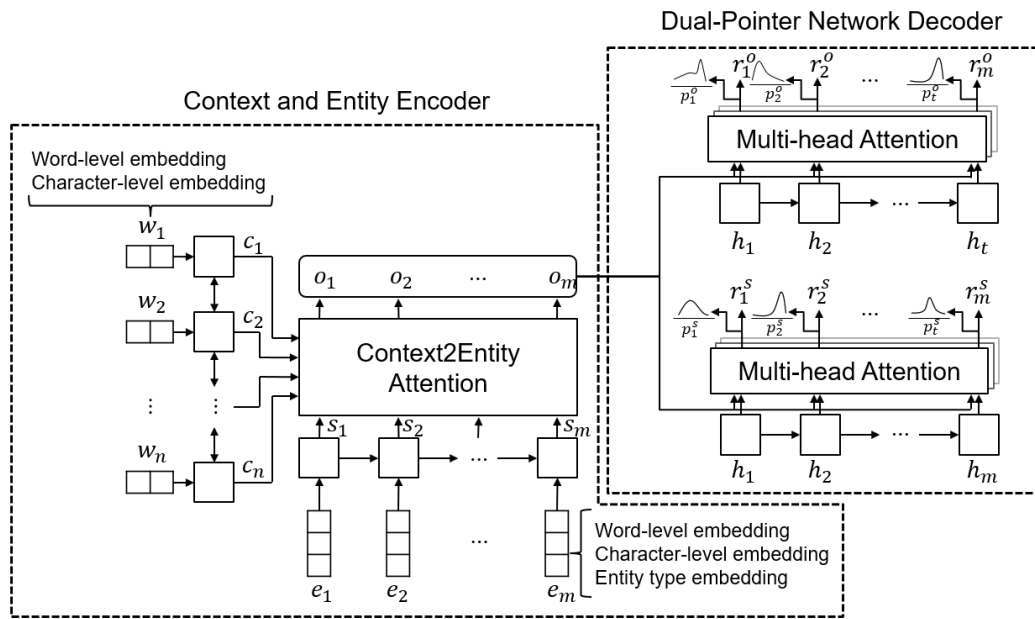 Dual-Pointer Network Decoder
r₁ᵒ r₂ᵒ ... rₘᵒ
p₁ᵒ p₂ᵒ pₜᵒ
Multi-head Attention
...
h₁ h₂ hₜ
r₁ˢ r₂ˢ ... rₘˢ
p₁ˢ p₂ˢ pₜˢ
Multi-head Attention
...
h₁ h₂ hₘ
Context and Entity Encoder
Word-level embedding
Character-level embedding
w₁ c₁
w₂ c₂
⋮ ⋮
wₙ cₙ
o₁ o₂ ... oₘ
Context2Entity
Attention
s₁ s₂ sₘ
...
...
e₁ e₂ eₘ
Word-level embedding
Character-level embedding
Entity type embedding